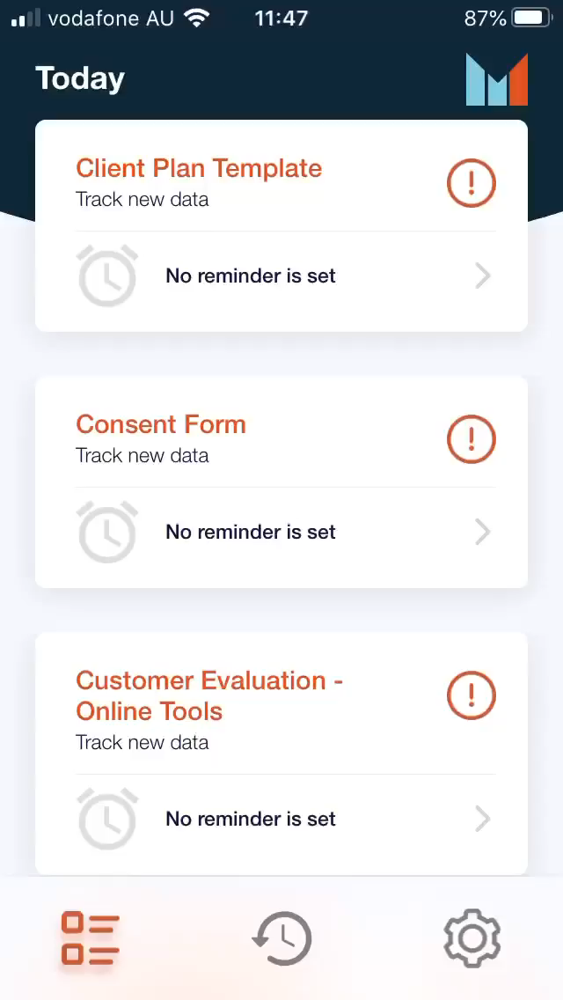 vodafone AU 11:47 87%
Today
Client Plan Template
Track new data
No reminder is set
Consent Form
Track new data
No reminder is set
Customer Evaluation -
Online Tools
Track new data
No reminder is set